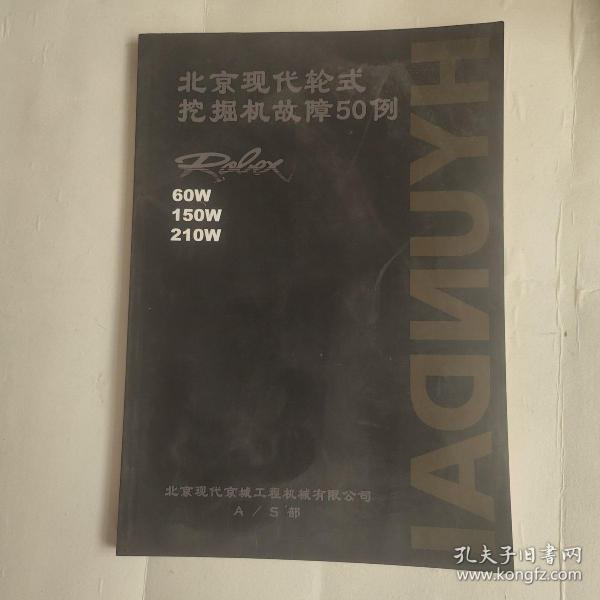 北京现代轮式
挖掘机故障50例
Robex
60W
150W
210W
HYUNDAI
北京现代京城工程机械有限公司
A/S部
孔夫子旧书网
www.kongfz.com